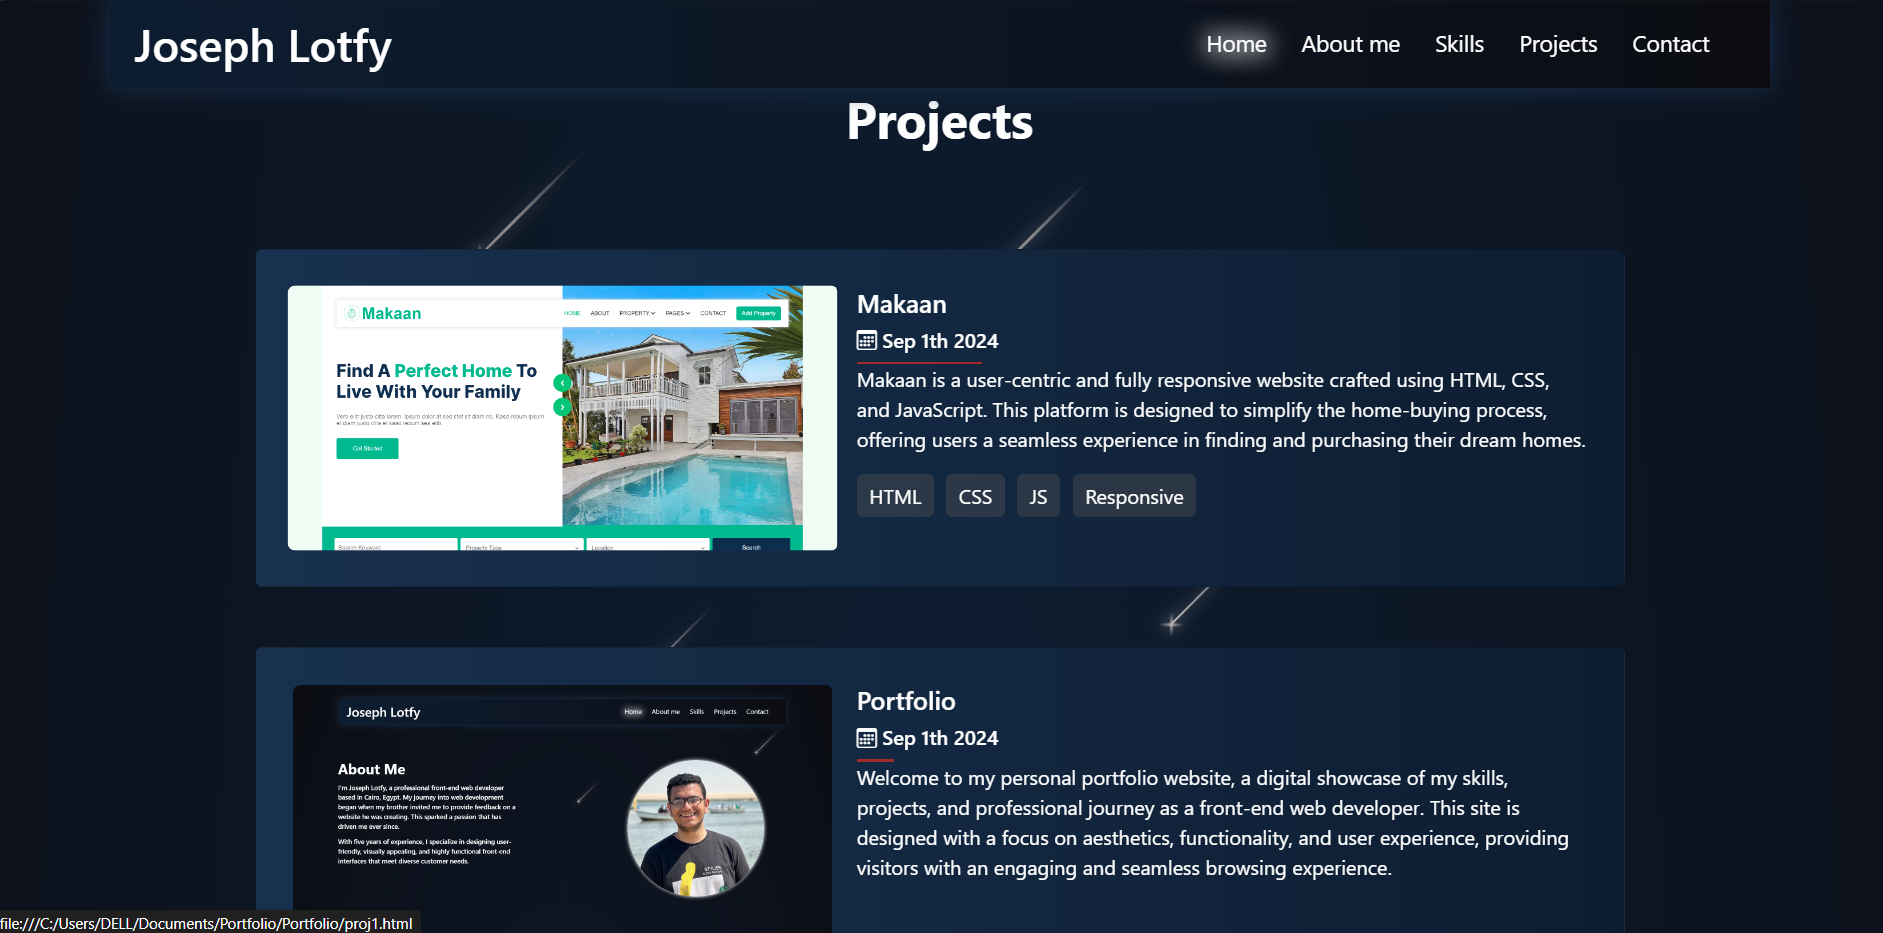 Joseph Lotfy
Home About me Skills Projects Contact
Projects
Makaan
HOME ABOUT PROPERTY PAGES CONTACT Add Property
Find A Perfect Home To
Live With Your Family
Vero elitr justo clita lorem. Ipsum dolor at sed stet sit diam no. Kasd rebum ipsum
et diam justo clita et kasd rebum sea elitr.
Get Started
Search Keyword Property Type Location Search
Makaan
Sep 1th 2024
Makaan is a user-centric and fully responsive website crafted using HTML, CSS,
and JavaScript. This platform is designed to simplify the home-buying process,
offering users a seamless experience in finding and purchasing their dream homes.
HTML CSS JS Responsive
Joseph Lotfy
Home About me Skills Projects Contact
About Me
I'm Joseph Lotfy, a professional front-end web developer
based in Cairo, Egypt. My journey into web development
began when my brother invited me to provide feedback on a
website he was creating. This sparked a passion that has
driven me ever since.
With five years of experience, I specialize in designing user-
friendly, visually appealing, and highly functional front-end
interfaces that meet diverse customer needs.
Portfolio
Sep 1th 2024
Welcome to my personal portfolio website, a digital showcase of my skills,
projects, and professional journey as a front-end web developer. This site is
designed with a focus on aesthetics, functionality, and user experience, providing
visitors with an engaging and seamless browsing experience.
file:///C:/Users/DELL/Documents/Portfolio/Portfolio/proj1.html